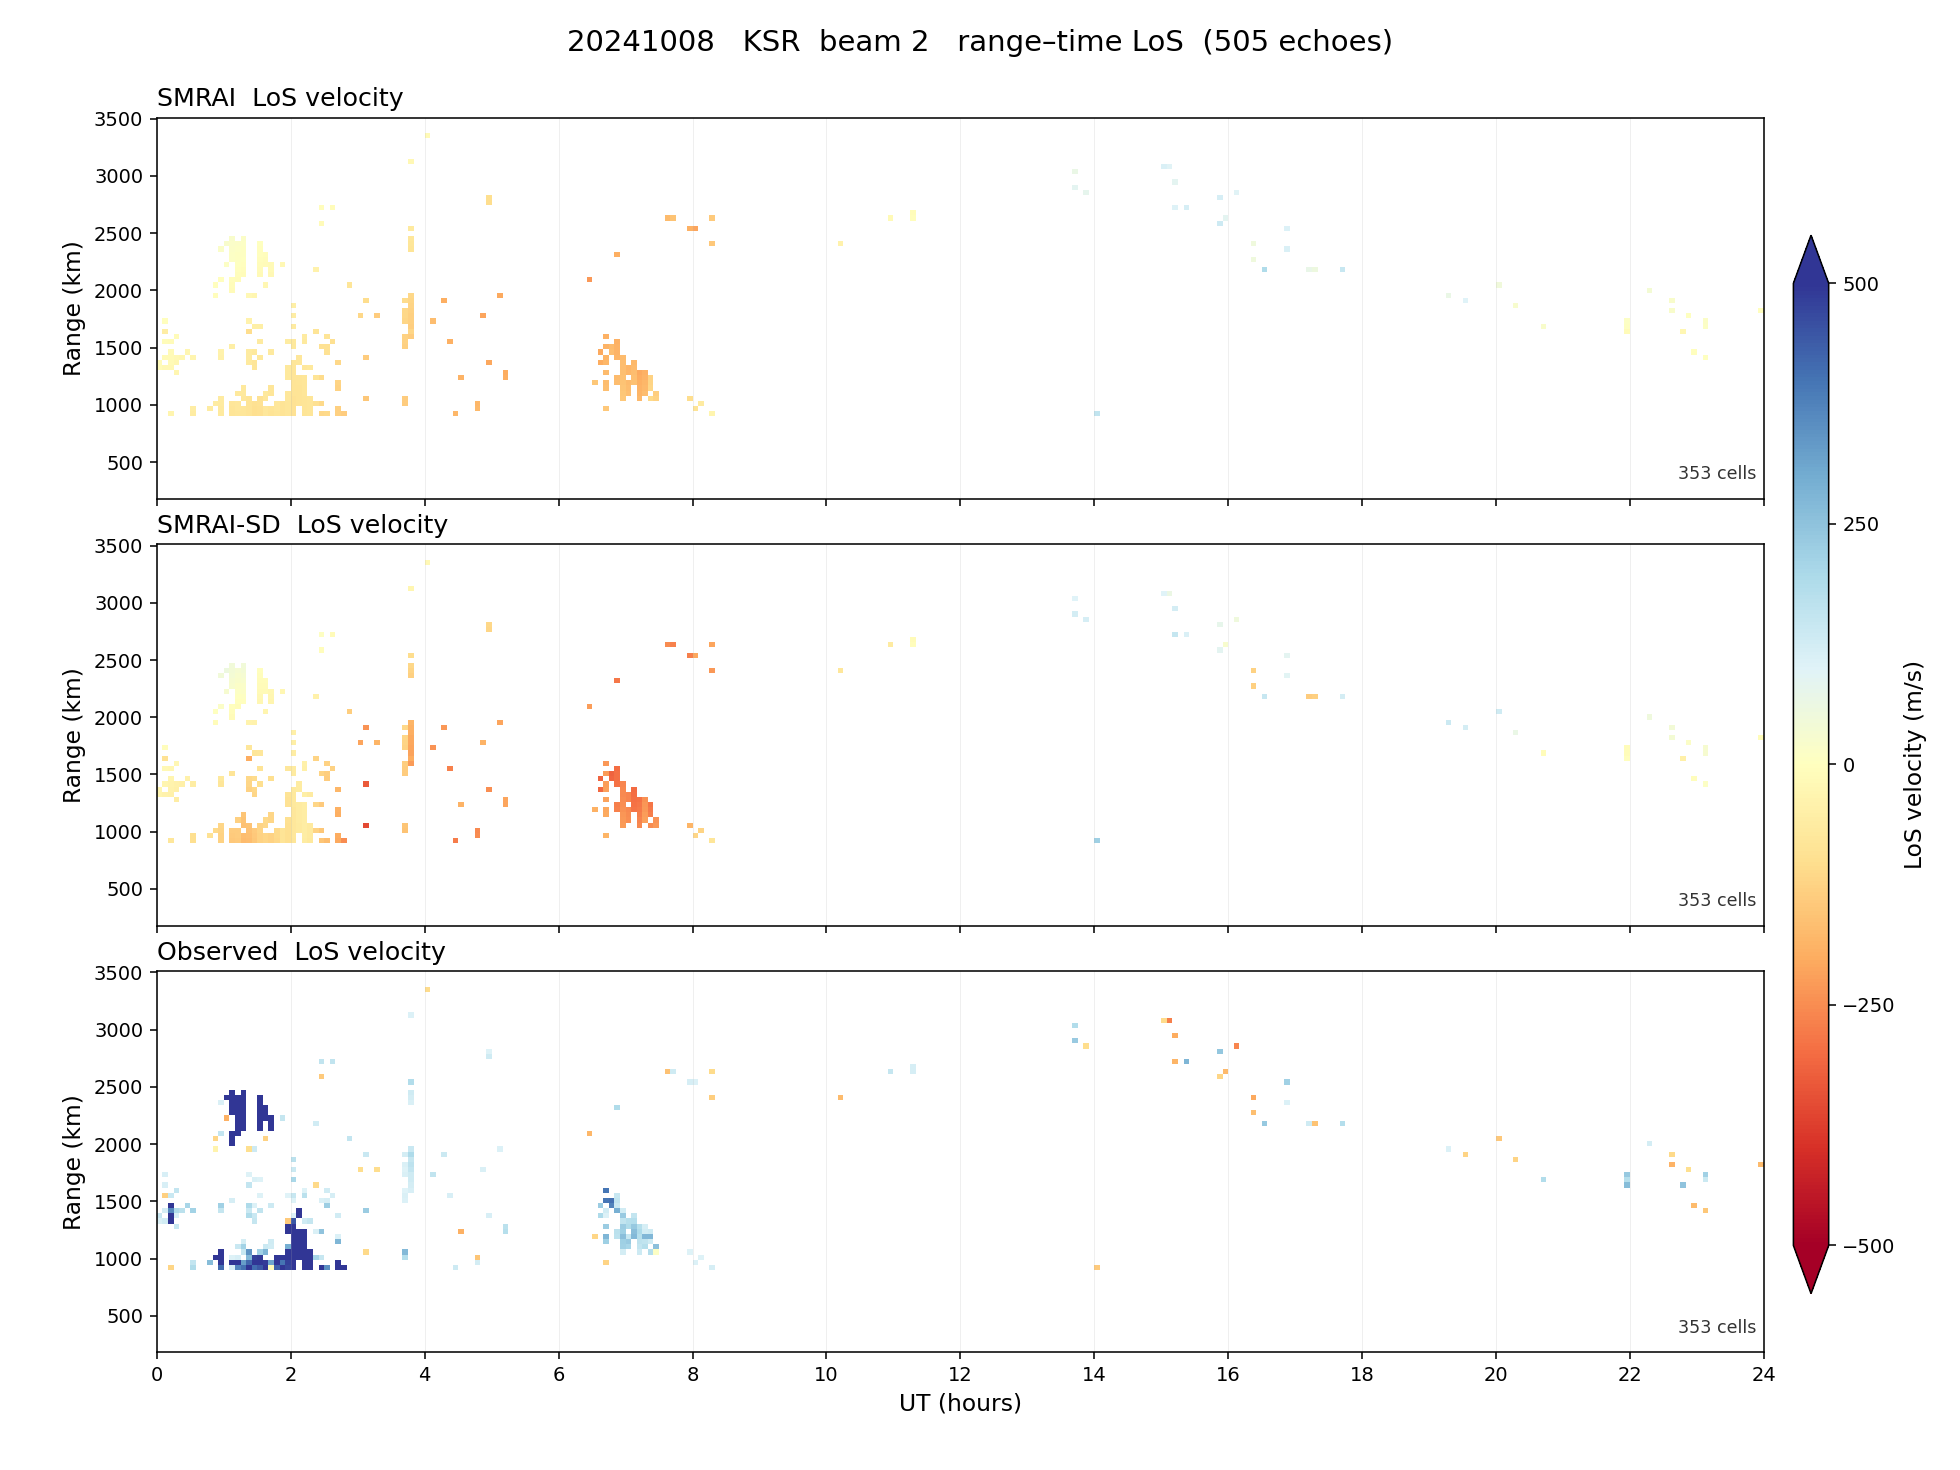 20241008   KSR  beam 2   range–time LoS  (505 echoes)
SMRAI  LoS velocity
3500
3000
2500
2000
1500
1000
500
Range (km)
353 cells
SMRAI-SD  LoS velocity
3500
3000
2500
2000
1500
1000
500
Range (km)
353 cells
Observed  LoS velocity
3500
3000
2500
2000
1500
1000
500
Range (km)
353 cells
0 2 4 6 8 10 12 14 16 18 20 22 24
UT (hours)
500
250
0
−250
−500
LoS velocity (m/s)